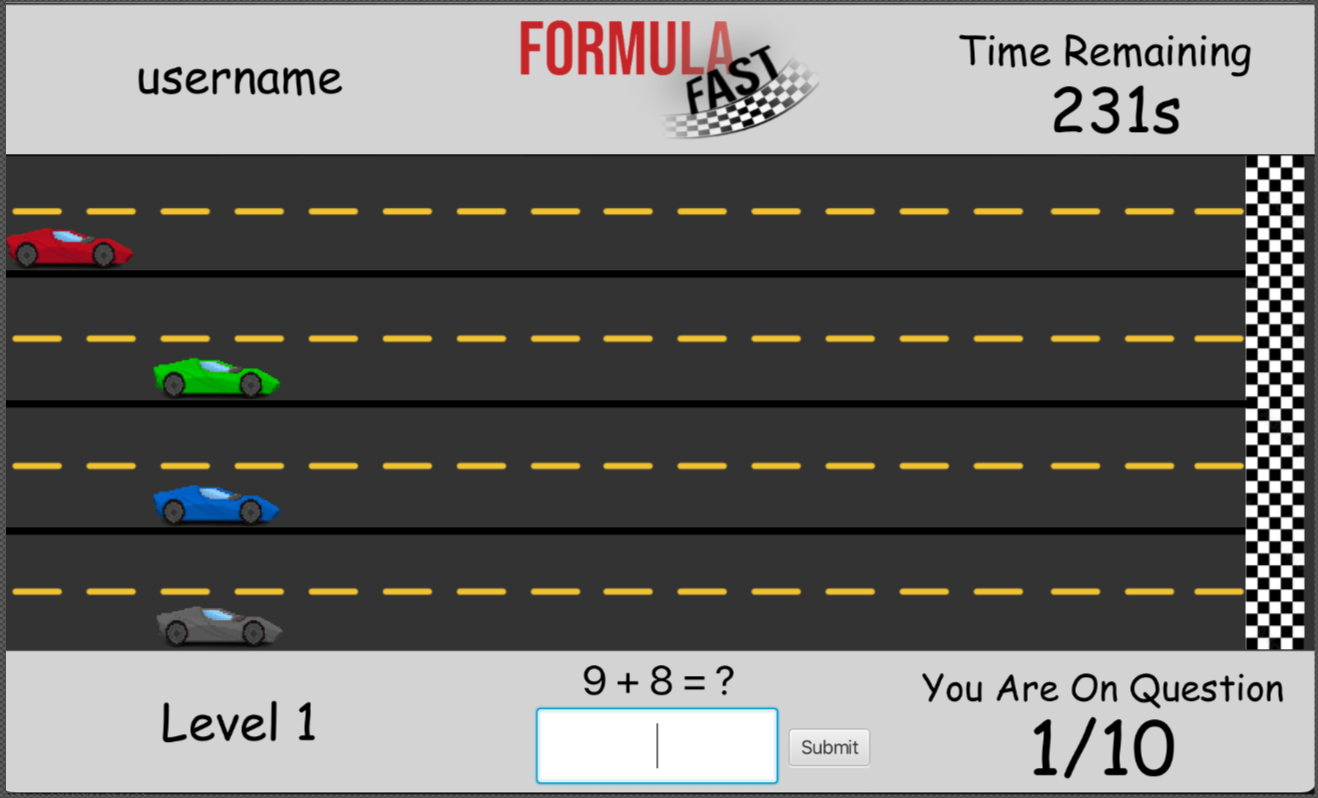 username
FORMULA
FAST
Time Remaining
231s
Level 1
9 + 8 = ?
Submit
You Are On Question
1/10